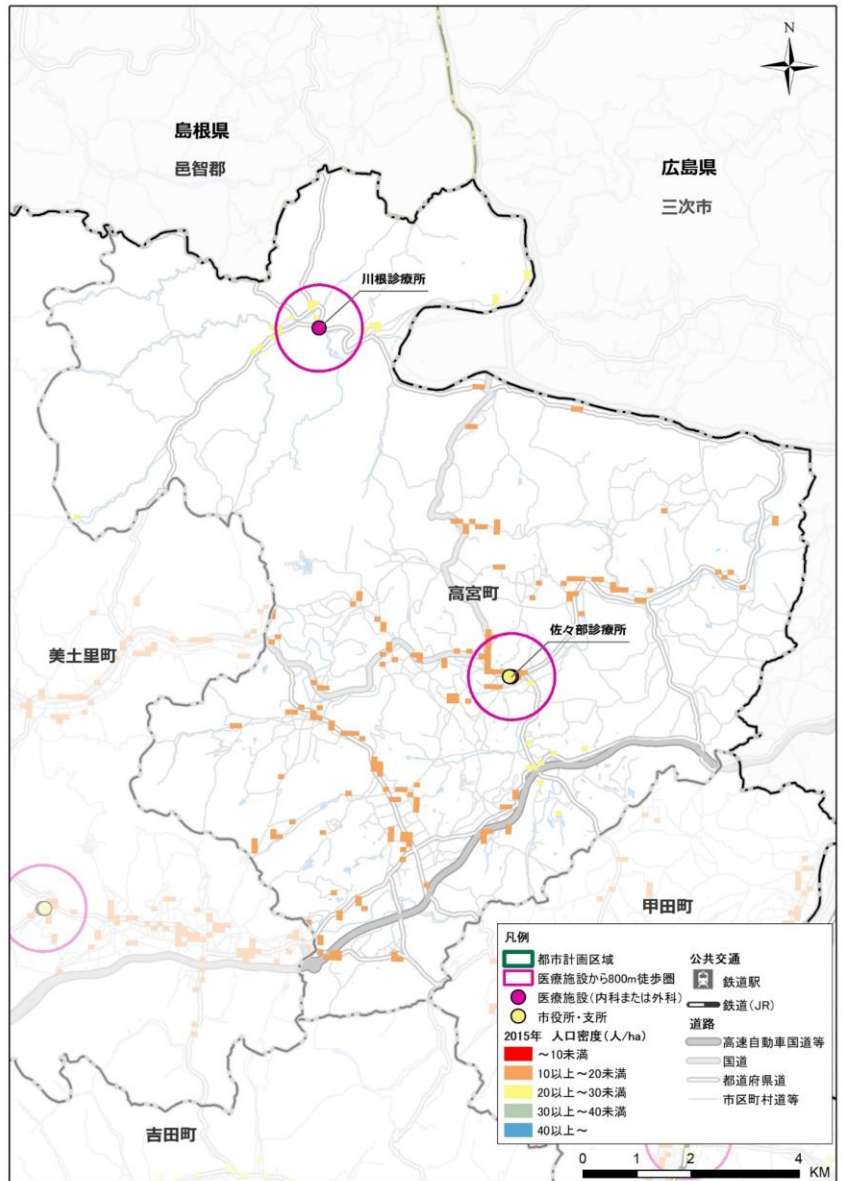 N
島根県
邑智郡
広島県
三次市
川根診療所
高宮町
佐々部診療所
美土里町
甲田町
吉田町
凡例
都市計画区域
医療施設から800m徒歩圏
医療施設(内科または外科)
市役所・支所
2015年 人口密度(人/ha)
～10未満
10以上～20未満
20以上～30未満
30以上～40未満
40以上～
公共交通
鉄道駅
鉄道(JR)
道路
高速自動車国道等
国道
都道府県道
市区町村道等
0 1 2 4
KM